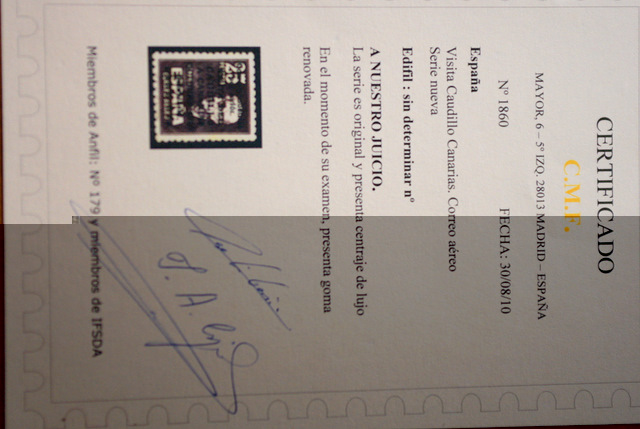 CERTIFICADO
C.M.F.
MAYOR, 6 – 5º IZQ. 28013 MADRID – ESPAÑA
Nº 1860 FECHA: 30/08/10
España
Visita Caudillo Canarias. Correo aéreo
Serie nueva
Edifil : sin determinar nº
A NUESTRO JUICIO.
La serie es original y presenta centraje de lujo
En el momento de su examen, presenta goma
renovada.
ESPAÑA
Miembros de Anfil: Nº 179 y miembros de IFSDA